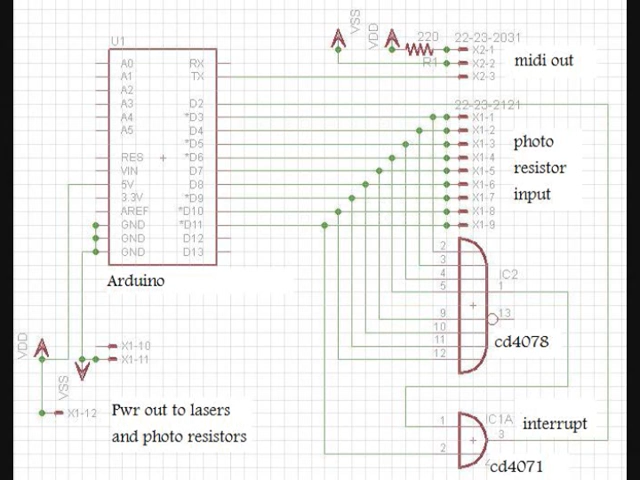 U1
A0
A1
A2
A3
A4
A5
RES
VIN
5V
3.3V
AREF
GND
GND
GND
RX
TX
D2
*D3
D4
*D5
*D6
D7
D8
*D9
*D10
*D11
D12
D13
Arduino
VSS
VDD
220
R1
22-23-2031
X2-1
X2-2
X2-3
midi out
22-23-2121
X1-1
X1-2
X1-3
X1-4
X1-5
X1-6
X1-7
X1-8
X1-9
photo
resistor
input
2
3
4
5
9
10
11
12
IC2
1
13
cd4078
VDD
VSS
X1-10
X1-11
X1-12
Pwr out to lasers
and photo resistors
1
2
IC1A
3
interrupt
cd4071